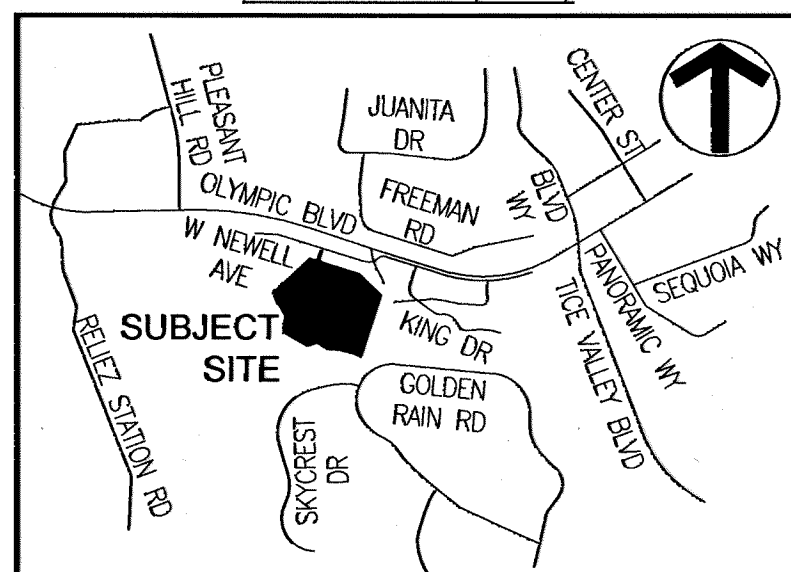 PLEASANT
HILL RD
JUANITA
DR
CENTER ST
OLYMPIC BLVD
FREEMAN
RD
BLVD
WY
W NEWELL
AVE
PANORAMIC WY
SEQUOIA WY
SUBJECT
SITE
KING DR
TICE VALLEY BLVD
RELIEZ STATION RD
GOLDEN
RAIN RD
SKYCREST
DR